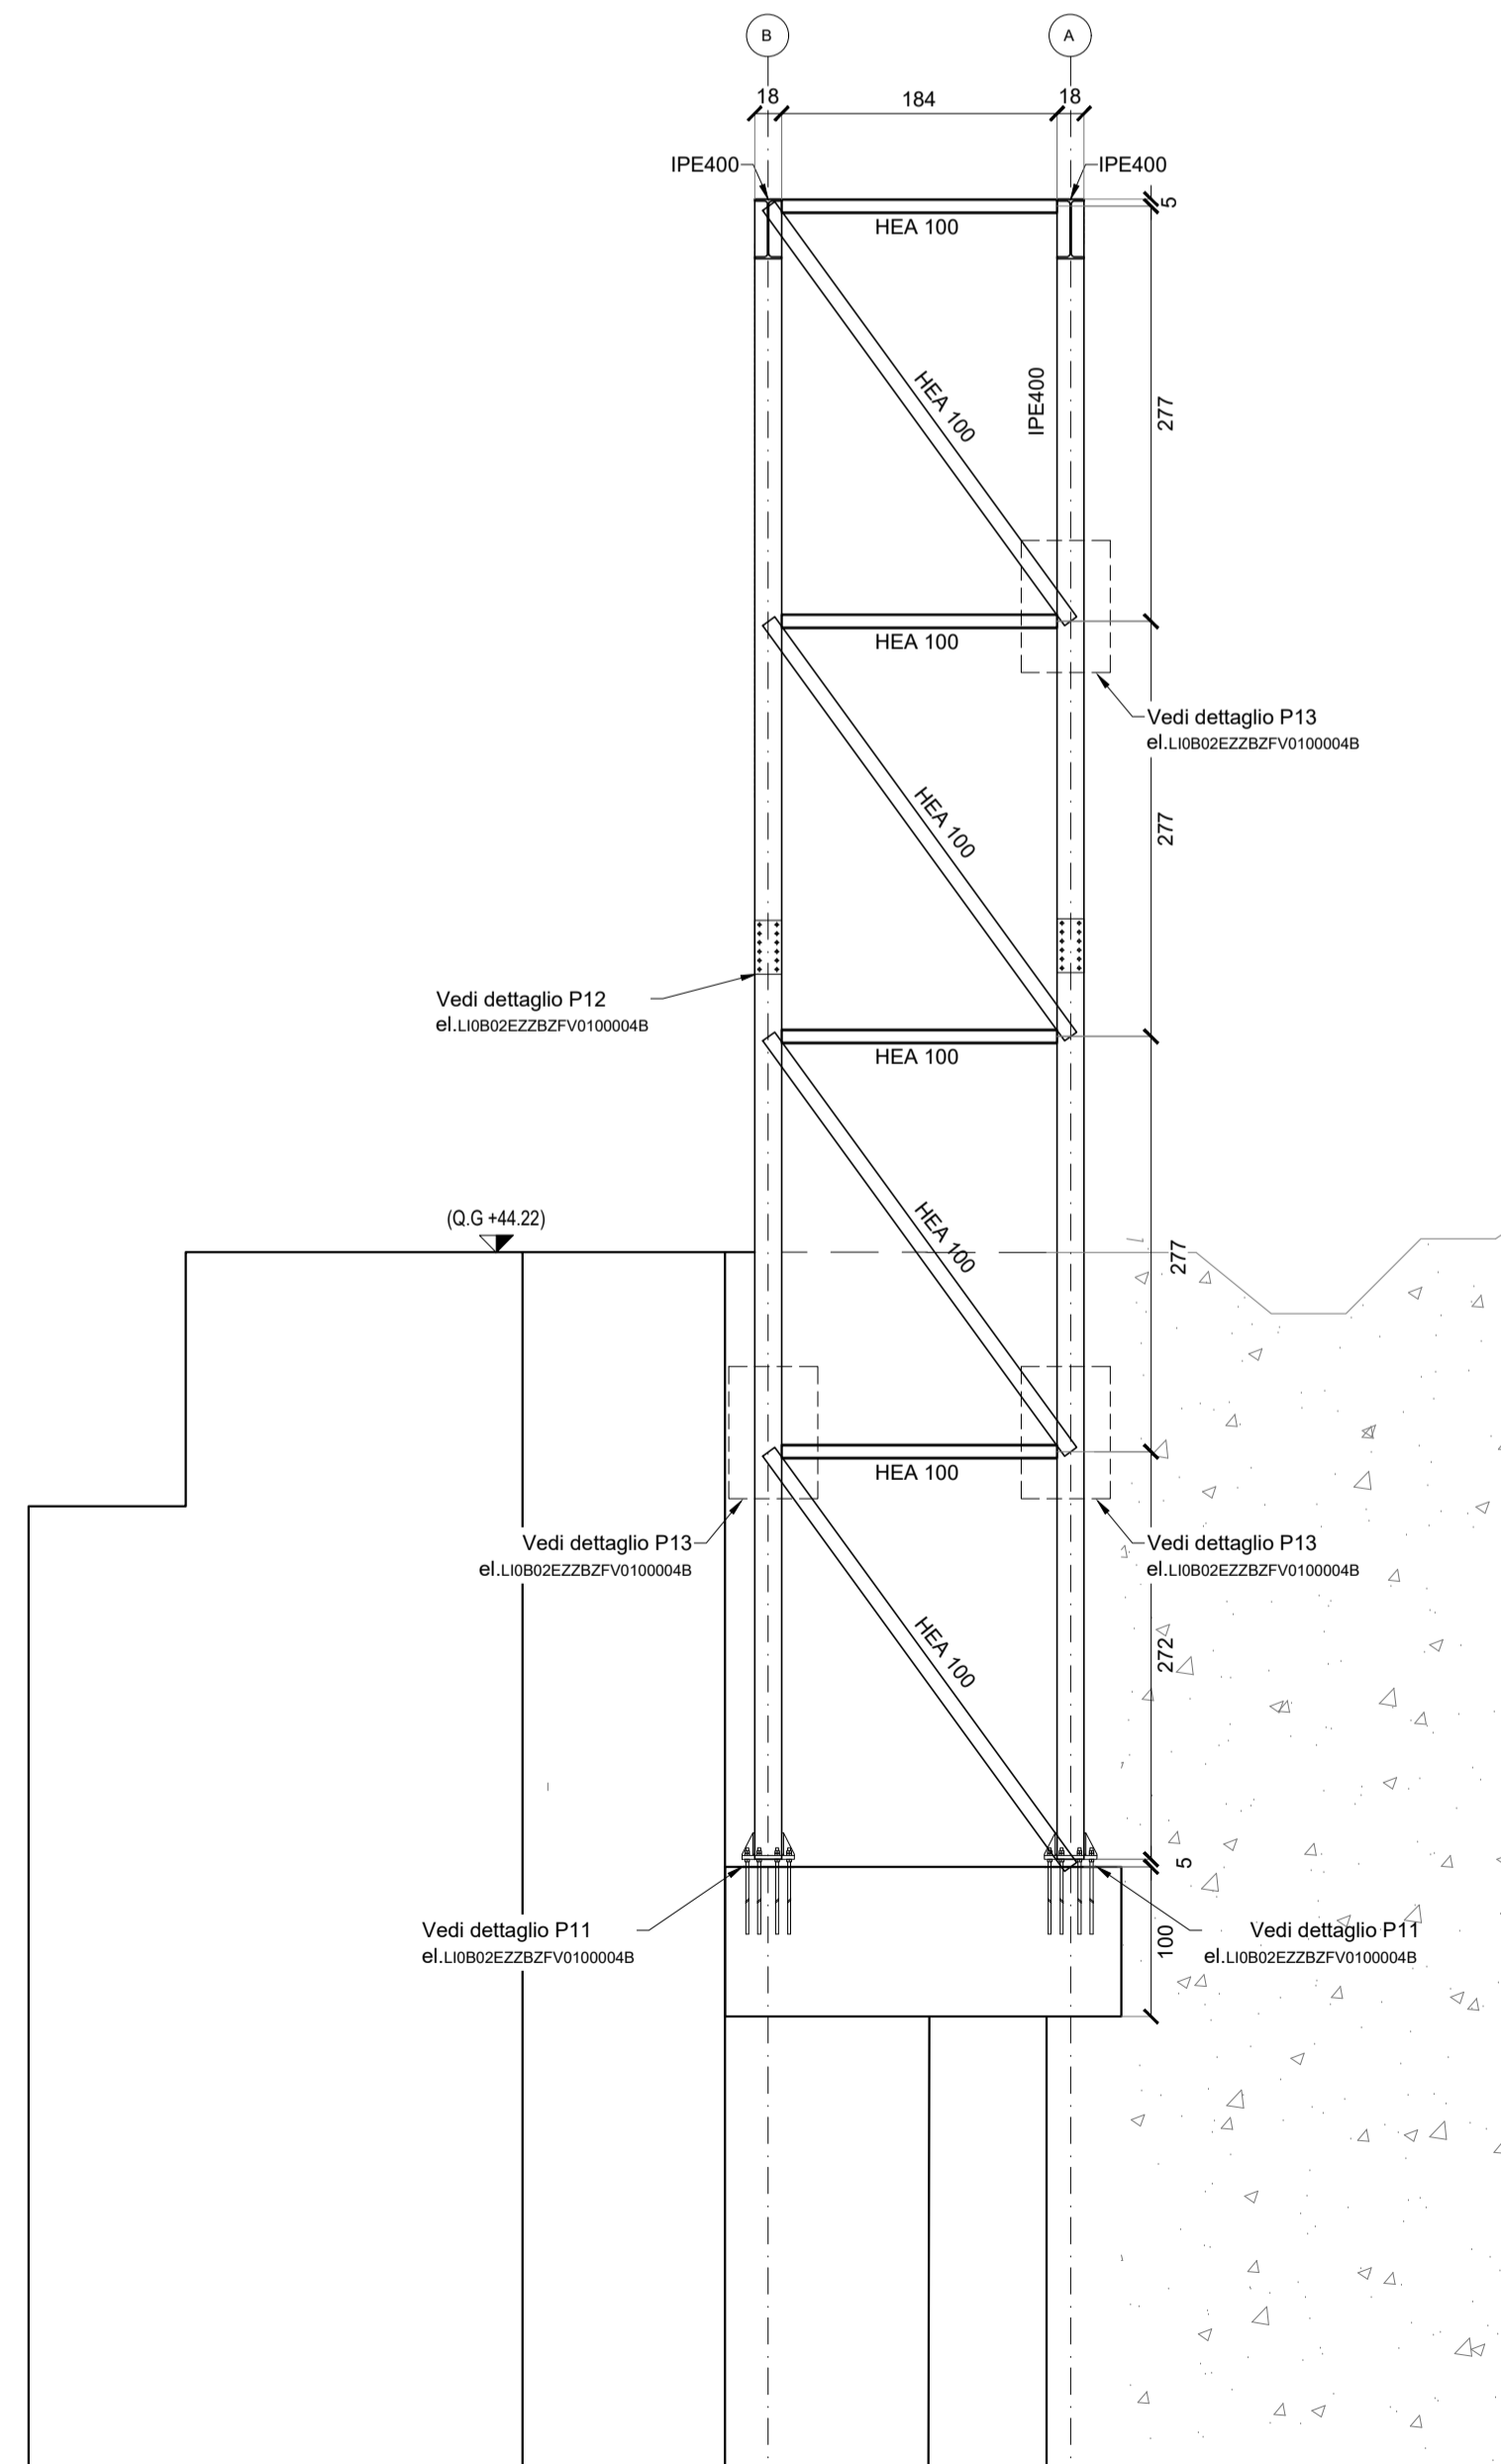 B
A
18
184
18
IPE400
IPE400
5
HEA 100
HEA 100
IPE400
277
HEA 100
Vedi dettaglio P13
el.LI0B02EZZBZFV0100004B
HEA 100
277
Vedi dettaglio P12
el.LI0B02EZZBZFV0100004B
HEA 100
(Q.G +44.22)
HEA 100
277
HEA 100
Vedi dettaglio P13
el.LI0B02EZZBZFV0100004B
Vedi dettaglio P13
el.LI0B02EZZBZFV0100004B
HEA 100
272
5
Vedi dettaglio P11
el.LI0B02EZZBZFV0100004B
100
Vedi dettaglio P11
el.LI0B02EZZBZFV0100004B